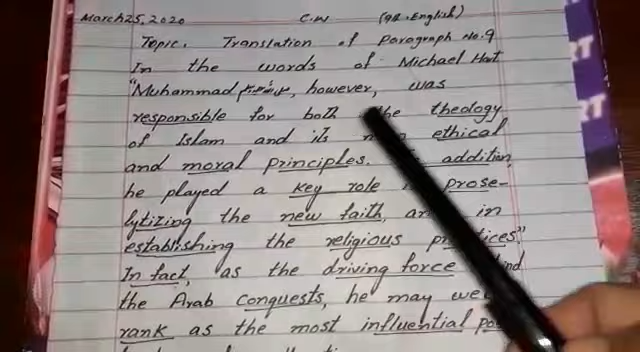 March 25, 2020 C.W (9th. English)
Topic. Translation of Paragraph No.9
In the words of Michael Hart
"Muhammad , however, was
responsible for both the theology
of Islam and its ethical
and moral principles. addition,
he played a key role prose-
lytizing the new faith, in
establishing the religious practices."
In fact, as the driving force
the Arab conquests, he may
rank as the most influential